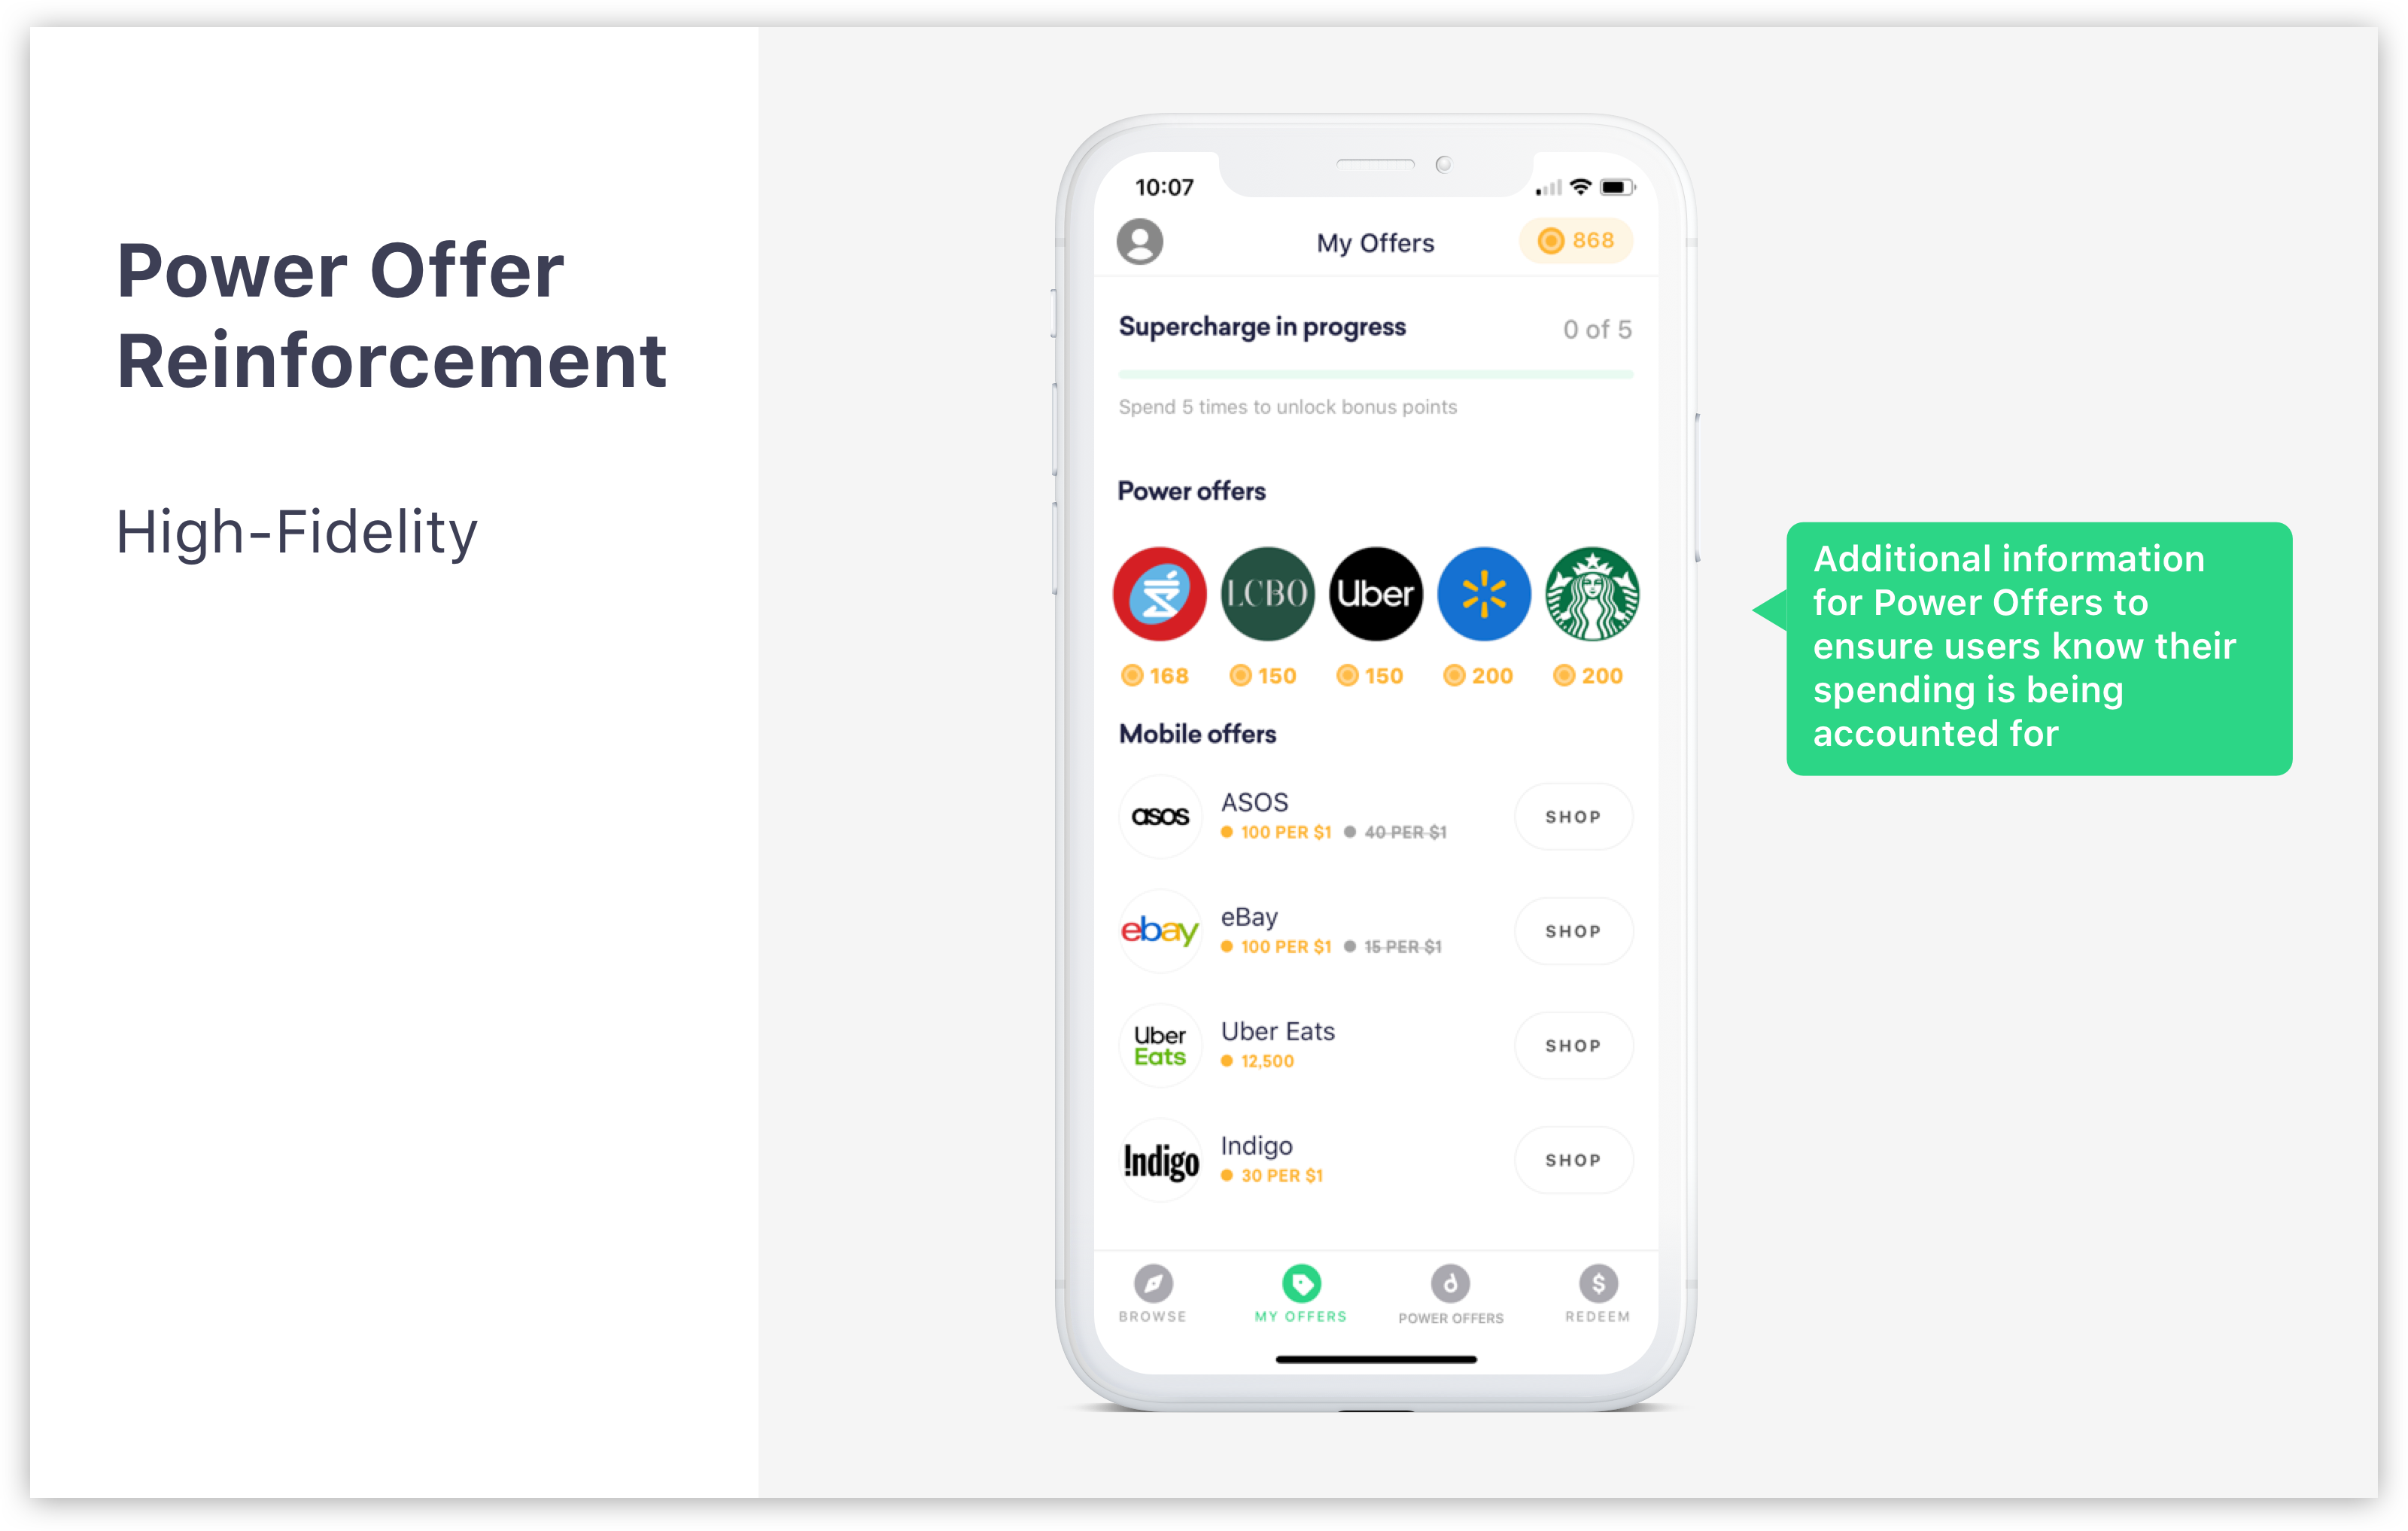 Power Offer
Reinforcement
High-Fidelity
10:07
My Offers
868
Supercharge in progress
0 of 5
Spend 5 times to unlock bonus points
Power offers
LCBO
Uber
168
150
150
200
200
Additional information
for Power Offers to
ensure users know their
spending is being
accounted for
Mobile offers
asos
ASOS
100 PER $1 40 PER $1
SHOP
ebay
eBay
100 PER $1 15 PER $1
SHOP
Uber
Eats
Uber Eats
12,500
SHOP
!ndigo
Indigo
30 PER $1
SHOP
BROWSE
MY OFFERS
POWER OFFERS
REDEEM